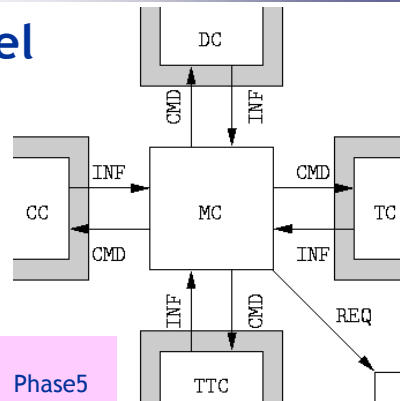 el
DC
CMD
INF
INF
CMD
CC
MC
TC
CMD
INF
INF
CMD
REQ
Phase5
TTC